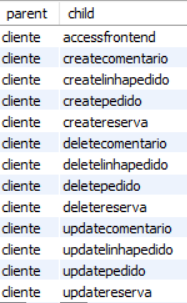 parent child
cliente accessfrontend
cliente createcomentario
cliente createlinhapedido
cliente createpedido
cliente createreserva
cliente deletecomentario
cliente deletelinhapedido
cliente deletepedido
cliente deletereserva
cliente updatecomentario
cliente updatelinhapedido
cliente updatepedido
cliente updatereserva